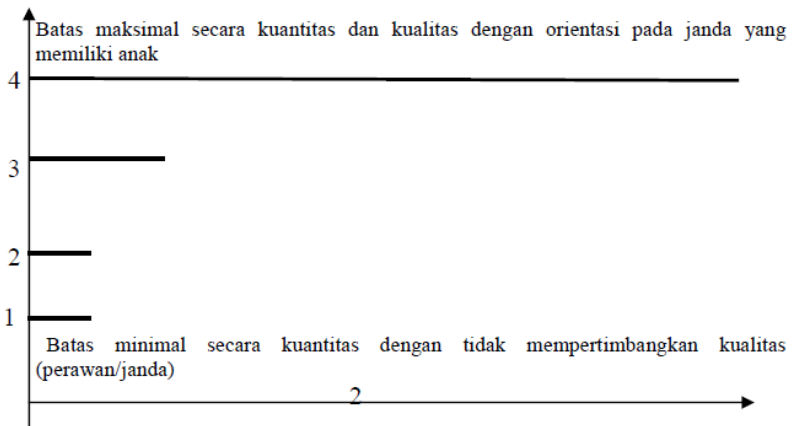 Batas maksimal secara kuantitas dan kualitas dengan orientasi pada janda yang
memiliki anak
4
3
2
1
Batas minimal secara kuantitas dengan tidak mempertimbangkan kualitas
(perawan/janda)
2